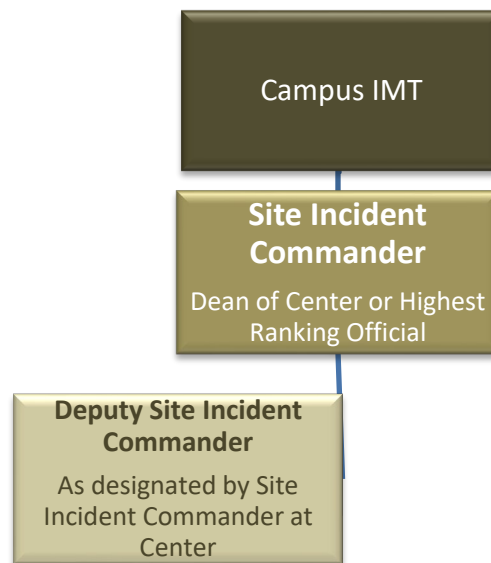 Campus IMT
Site Incident
Commander
Dean of Center or Highest
Ranking Official
Deputy Site Incident
Commander
As designated by Site
Incident Commander at
Center